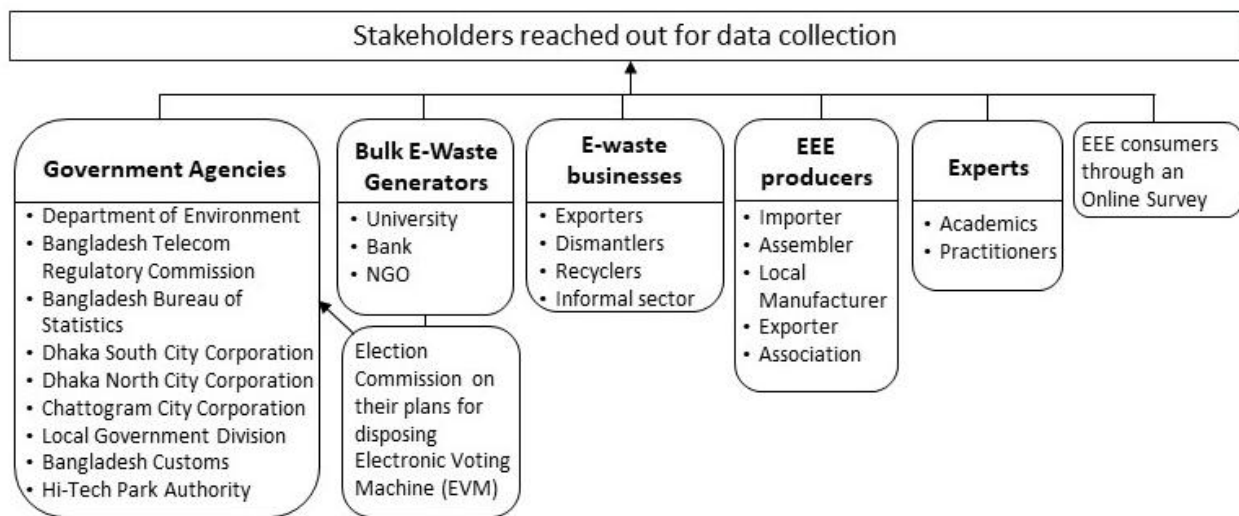 Stakeholders reached out for data collection
Government Agencies
• Department of Environment
• Bangladesh Telecom
Regulatory Commission
• Bangladesh Bureau of
Statistics
• Dhaka South City Corporation
• Dhaka North City Corporation
• Chattogram City Corporation
• Local Government Division
• Bangladesh Customs
• Hi-Tech Park Authority
Bulk E-Waste
Generators
• University
• Bank
• NGO
Election
Commission on
their plans for
disposing
Electronic Voting
Machine (EVM)
E-waste
businesses
• Exporters
• Dismantlers
• Recyclers
• Informal sector
EEE
producers
• Importer
• Assembler
• Local
Manufacturer
• Exporter
• Association
Experts
• Academics
• Practitioners
EEE consumers
through an
Online Survey